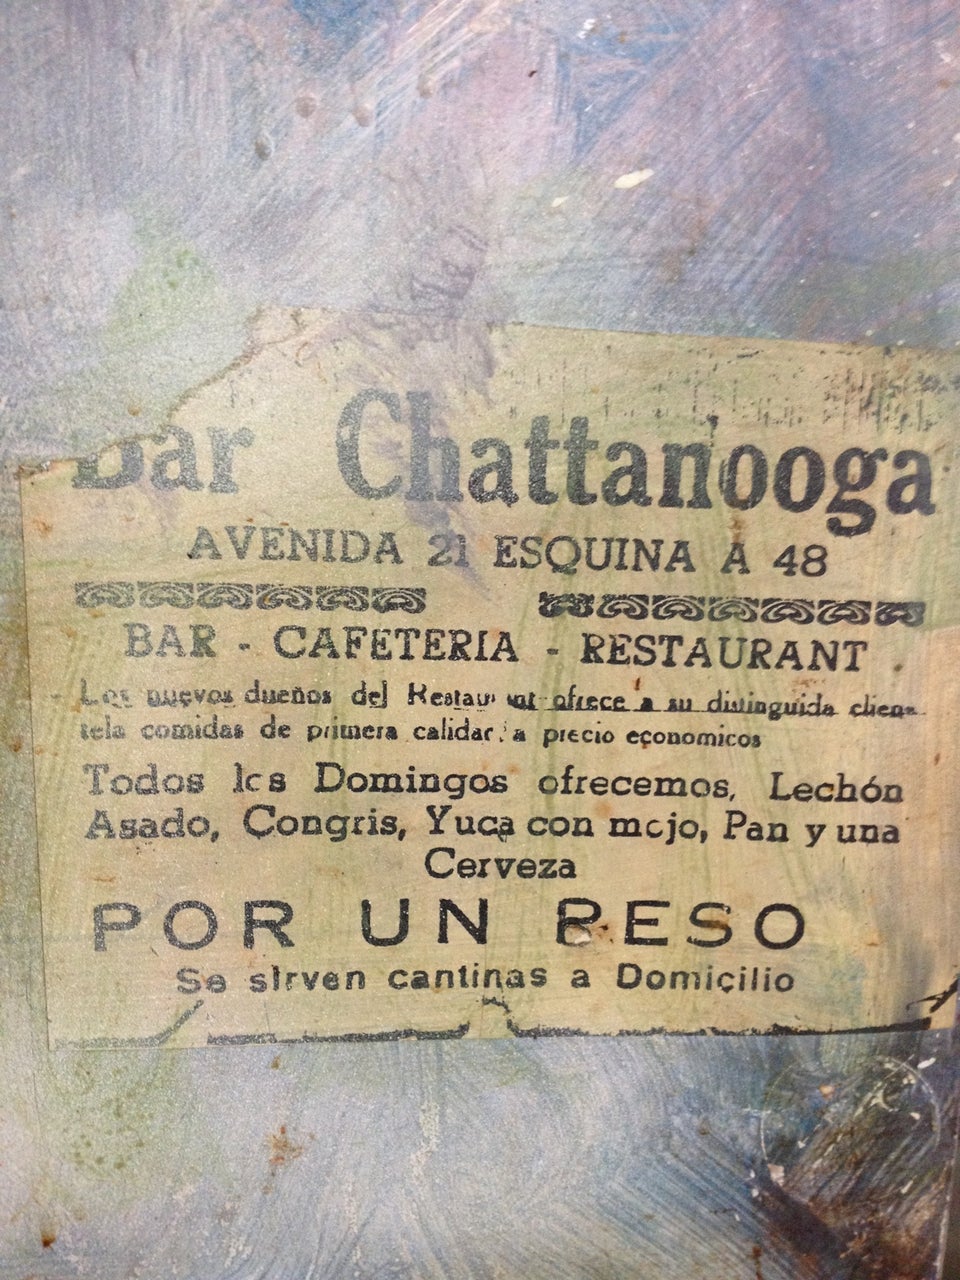 Bar Chattanooga
AVENIDA 21 ESQUINA A 48
BAR - CAFETERIA - RESTAURANT
Los nuevos dueños del Restaurant ofrece a su distinguida clien-
tela comidas de primera calidad a precio economicos
Todos los Domingos ofrecemos, Lechón
Asado, Congris, Yuca con mojo, Pan y una
Cerveza
POR UN PESO
Se sirven cantinas a Domicilio